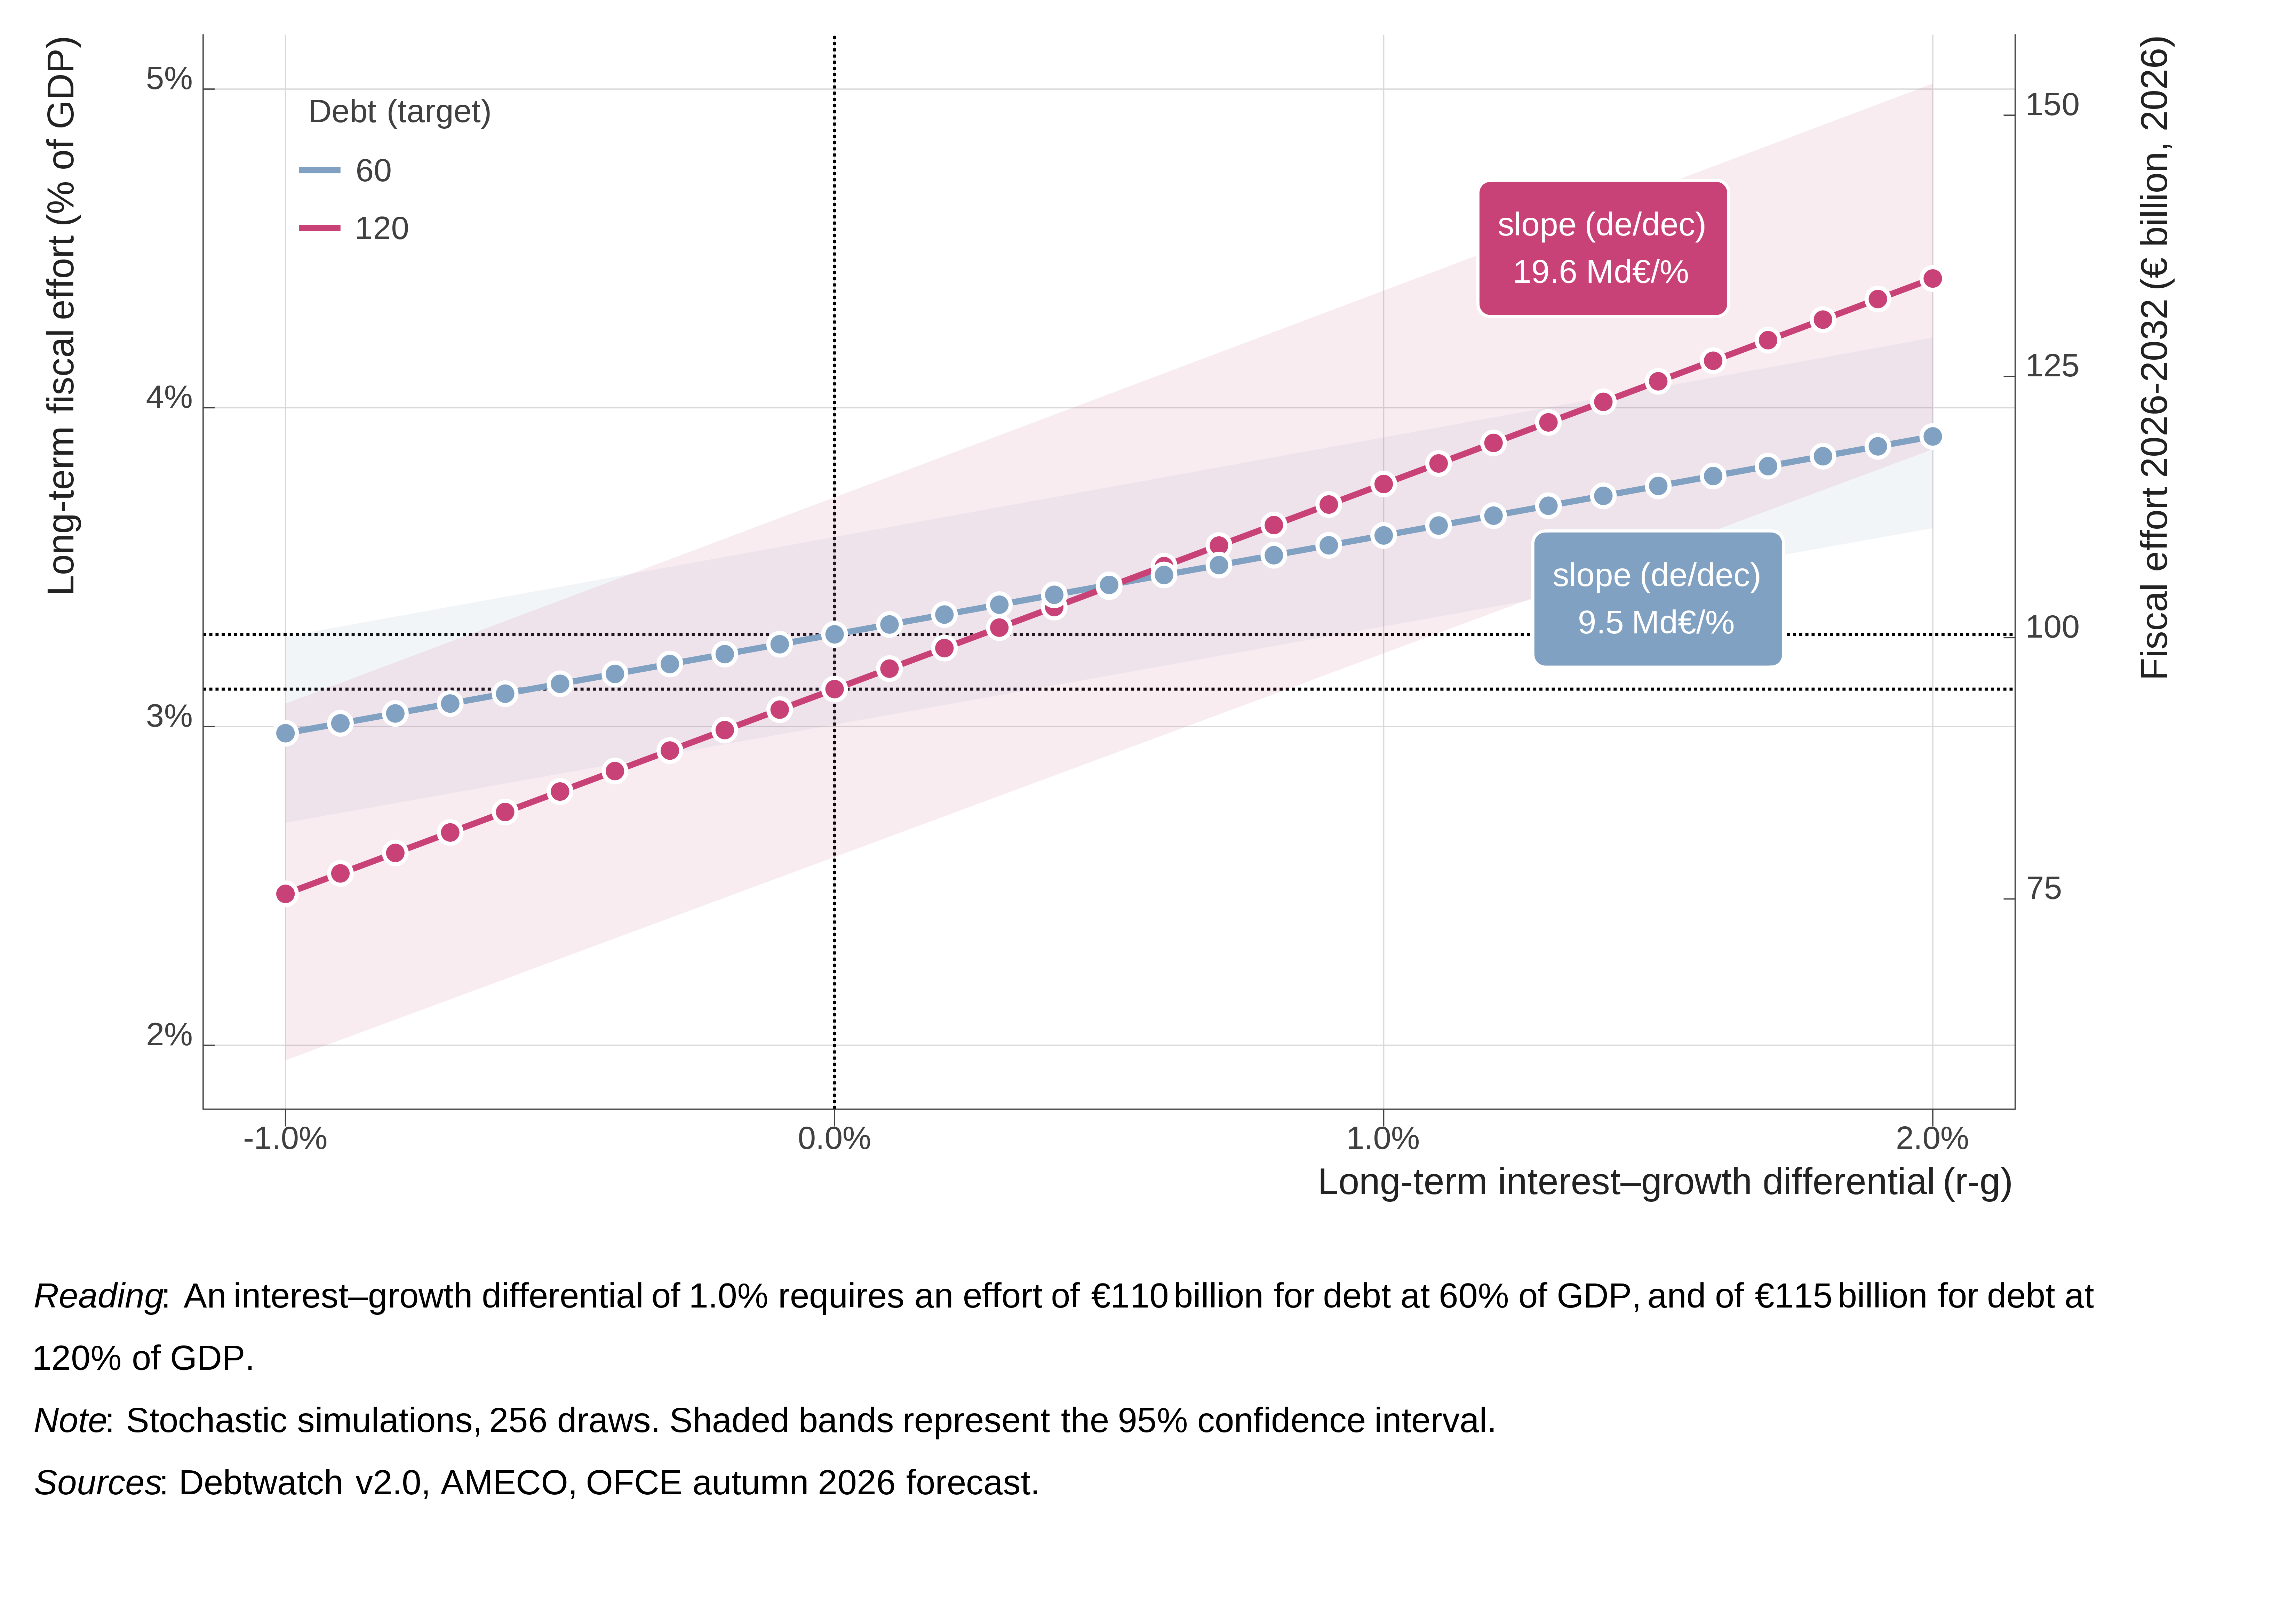 Long-term fiscal effort (% of GDP)
Fiscal effort 2026-2032 (€ billion, 2026)
5%
4%
3%
2%
150
125
100
75
Debt (target)
60
120
slope (de/dec)
19.6 Md€/%
slope (de/dec)
9.5 Md€/%
-1.0%
0.0%
1.0%
2.0%
Long-term interest–growth differential (r-g)
Reading: An interest–growth differential of 1.0% requires an effort of €110 billion for debt at 60% of GDP, and of €115 billion for debt at
120% of GDP.
Note: Stochastic simulations, 256 draws. Shaded bands represent the 95% confidence interval.
Sources: Debtwatch v2.0, AMECO, OFCE autumn 2026 forecast.